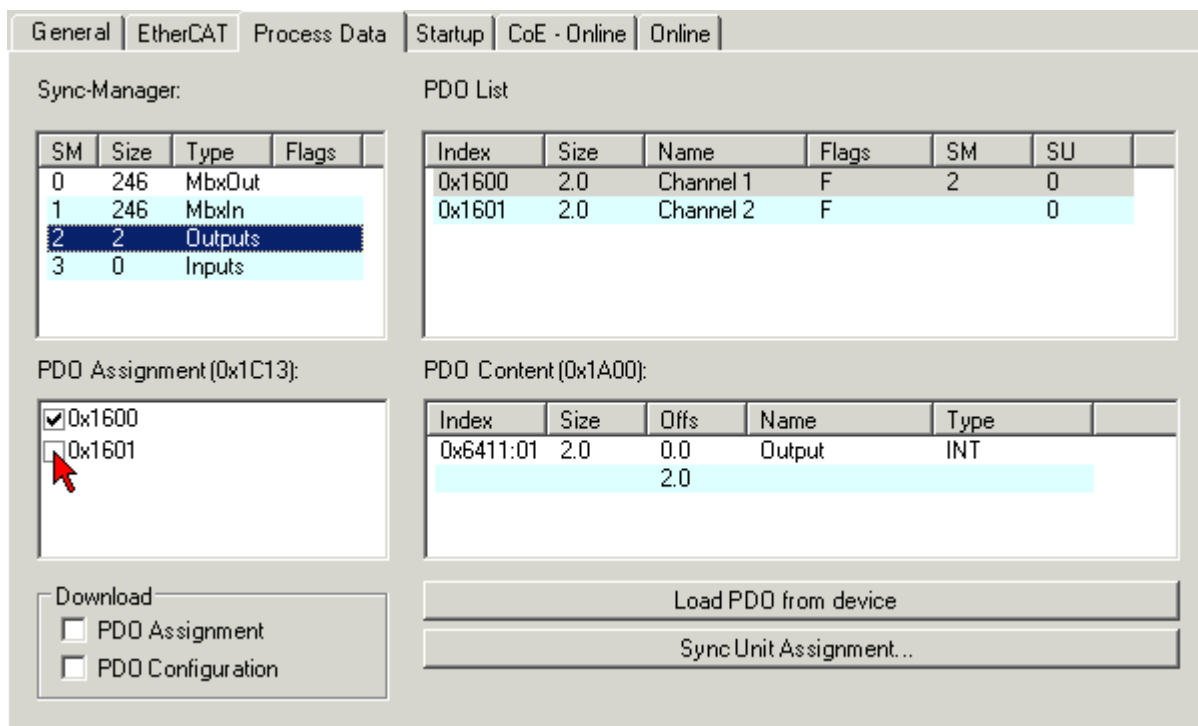 General EtherCAT Process Data Startup CoE - Online Online
Sync-Manager:
SM Size Type Flags
0 246 MbxOut
1 246 MbxIn
2 2 Outputs
3 0 Inputs
PDO List
Index Size Name Flags SM SU
0x1600 2.0 Channel 1 F 2 0
0x1601 2.0 Channel 2 F 0
PDO Assignment (0x1C13):
0x1600
0x1601
PDO Content (0x1A00):
Index Size Offs Name Type
0x6411:01 2.0 0.0 Output INT
2.0
Download
PDO Assignment
PDO Configuration
Load PDO from device
Sync Unit Assignment...